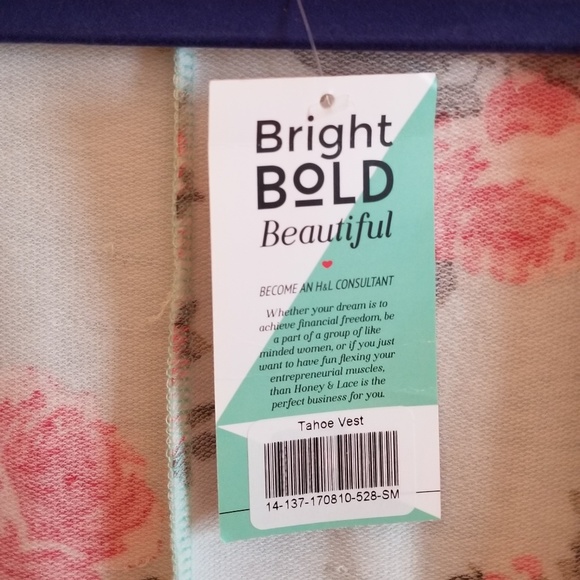 Bright
BOLD
Beautiful
BECOME AN H&L CONSULTANT
Whether your dream is to
achieve financial freedom, be
a part of a group of like
minded women, or if you just
want to have fun flexing your
entrepreneurial muscles,
than Honey & Lace is the
perfect business for you.
Tahoe Vest
14-137-170810-528-SM